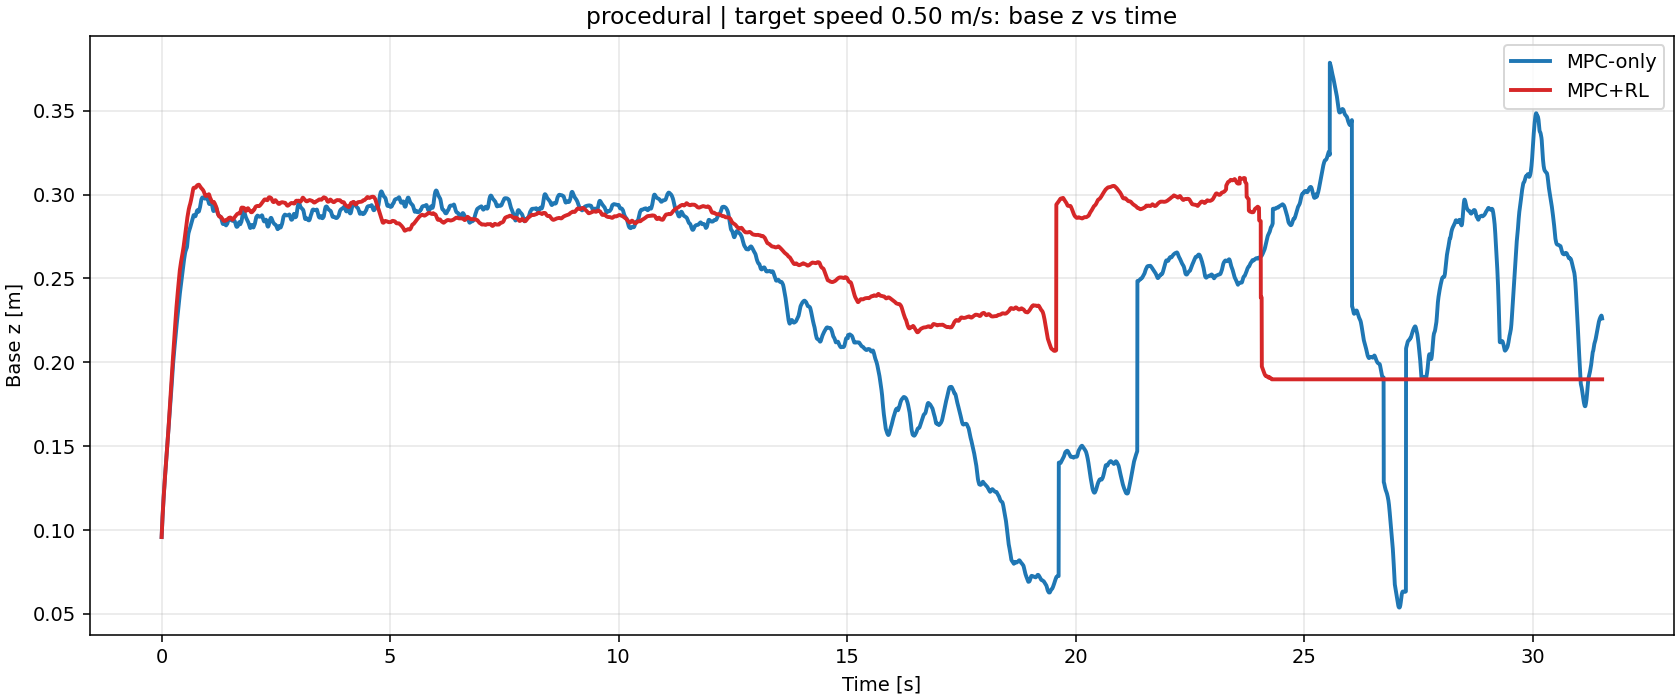 procedural | target speed 0.50 m/s: base z vs time
MPC-only
MPC+RL
Base z [m]
0.35
0.30
0.25
0.20
0.15
0.10
0.05
0
5
10
15
20
25
30
Time [s]